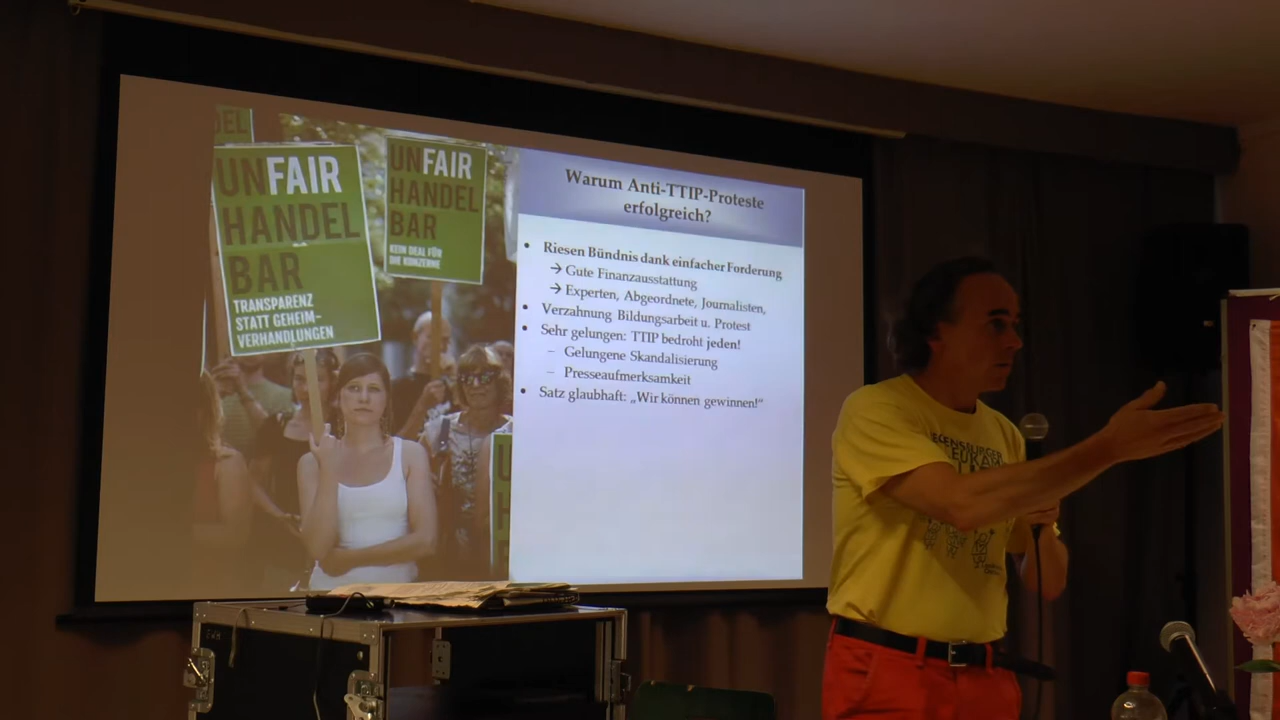 DEL
UNFAIR
HANDEL
BAR
TRANSPARENZ
STATT GEHEIM-
VERHANDLUNGEN
UNFAIR
HANDEL
BAR
KEIN DEAL FÜR
DIE KONZERNE
Warum Anti-TTIP-Proteste
erfolgreich?
• Riesen Bündnis dank einfacher Forderung
→ Gute Finanzausstattung
→ Experten, Abgeordnete, Journalisten,
• Verzahnung Bildungsarbeit u. Protest
• Sehr gelungen: TTIP bedroht jeden!
– Gelungene Skandalisierung
– Presseaufmerksamkeit
• Satz glaubhaft: „Wir können gewinnen!“
U
H